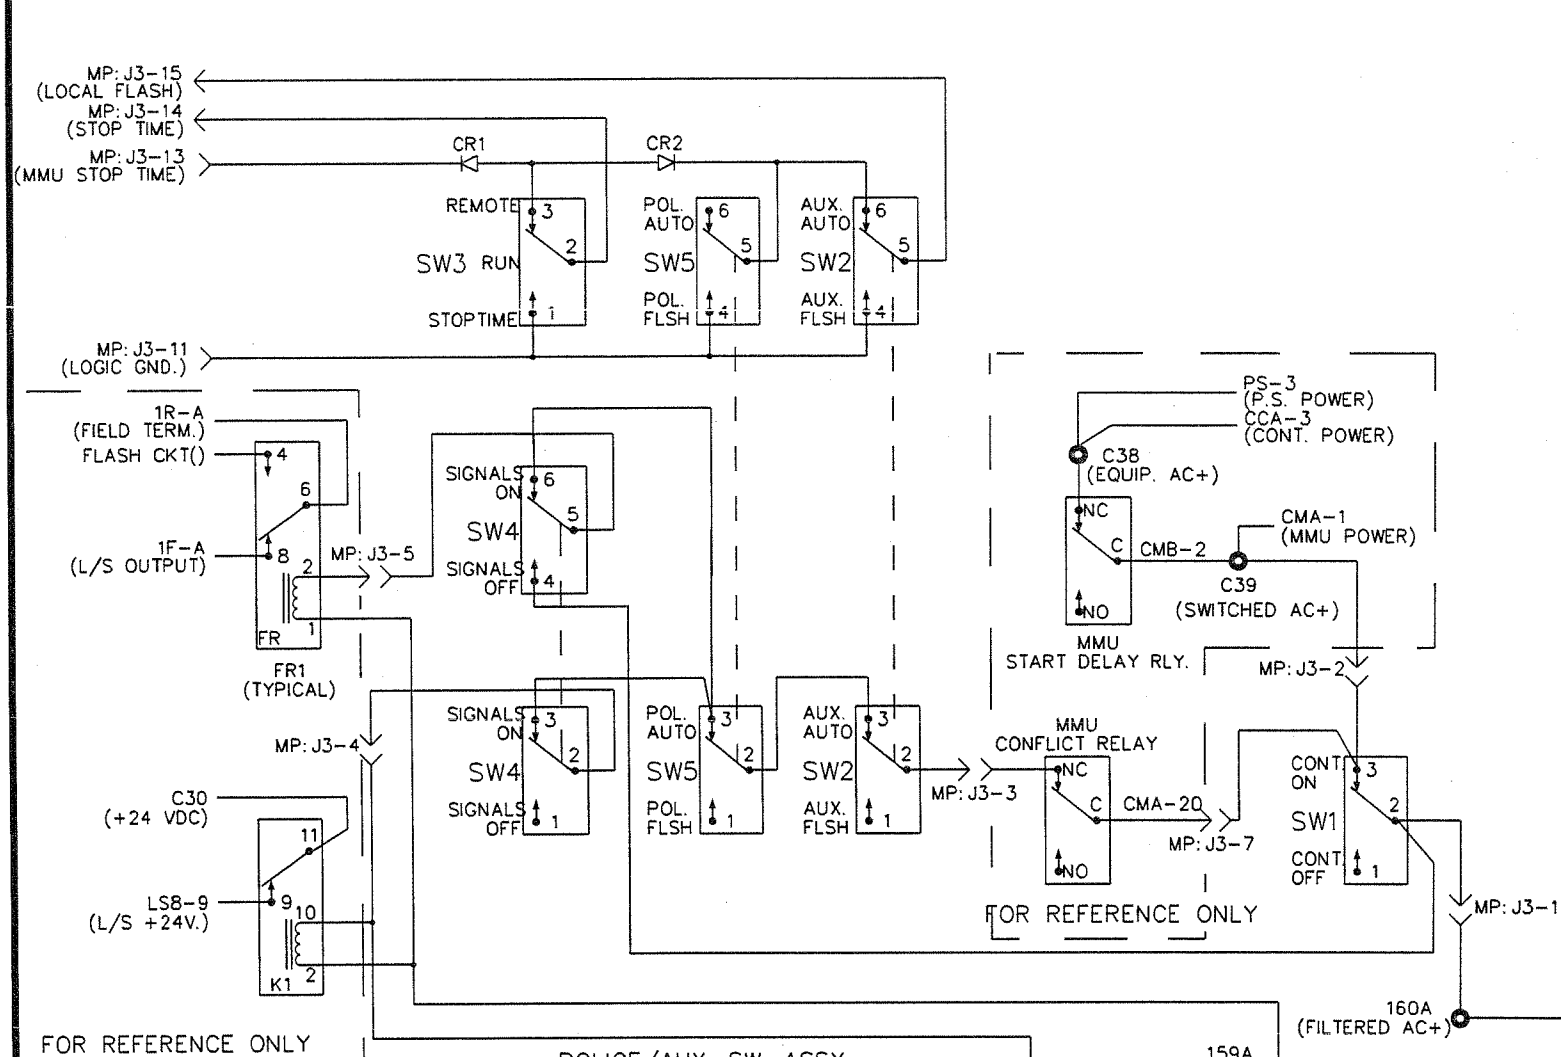 MP: J3-15
(LOCAL FLASH)
MP: J3-14
(STOP TIME)
MP: J3-13
(MMU STOP TIME)
CR1
CR2
REMOTE
3
2
SW3 RUN
STOPTIME
1
POL.
AUTO
6
5
SW5
POL.
FLSH
4
AUX.
AUTO
6
5
SW2
AUX.
FLSH
4
MP: J3-11
(LOGIC GND.)
1R-A
(FIELD TERM.)
FLASH CKT()
4
6
1F-A
(L/S OUTPUT)
8
2
1
FR
FR1
(TYPICAL)
MP: J3-5
SIGNALS
ON
6
5
SW4
SIGNALS
OFF
4
PS-3
(P.S. POWER)
CCA-3
(CONT. POWER)
C38
(EQUIP. AC+)
NC
C
CMB-2
CMA-1
(MMU POWER)
C39
(SWITCHED AC+)
NO
MMU
START DELAY RLY.
MP: J3-2
MP: J3-4
SIGNALS
ON
3
2
SW4
SIGNALS
OFF
1
POL.
AUTO
3
2
SW5
POL.
FLSH
1
AUX.
AUTO
3
2
SW2
AUX.
FLSH
1
MP: J3-3
MMU
CONFLICT RELAY
NC
C
CMA-20
NO
MP: J3-7
CONT.
ON
3
2
SW1
CONT.
OFF
1
MP: J3-1
C30
(+24 VDC)
11
LS8-9
(L/S +24V.)
9
10
2
K1
FOR REFERENCE ONLY
160A
(FILTERED AC+)
FOR REFERENCE ONLY
POLICE/AUX. SW. ASSY.
159A